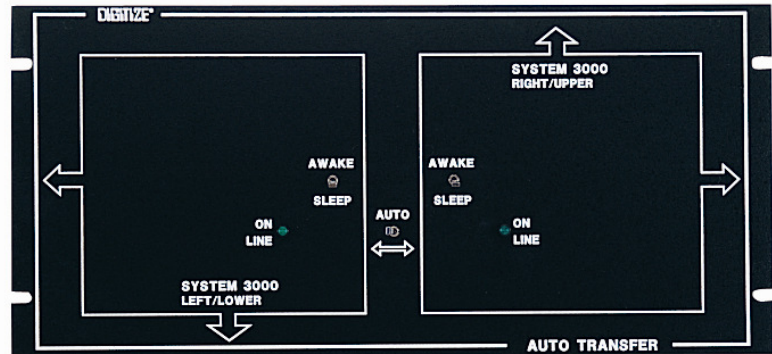 DIGITIZE®
SYSTEM 3000
RIGHT/UPPER
AWAKE
SLEEP
ON
LINE
SYSTEM 3000
LEFT/LOWER
AUTO
AWAKE
SLEEP
ON
LINE
AUTO TRANSFER